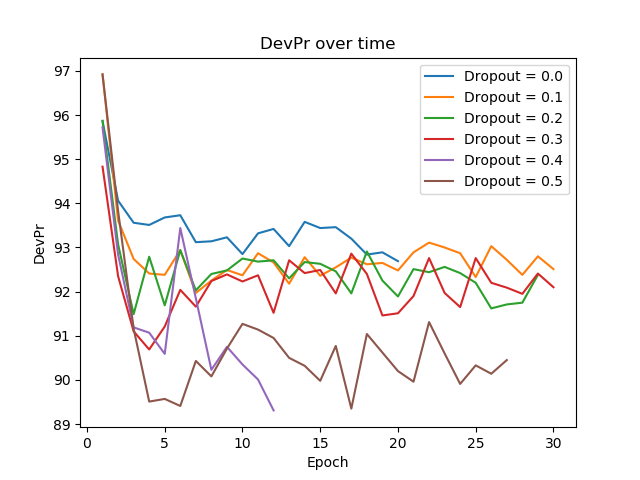 DevPr over time
97
96
95
94
93
92
91
90
89
DevPr
0
5
10
15
20
25
30
Epoch
Dropout = 0.0
Dropout = 0.1
Dropout = 0.2
Dropout = 0.3
Dropout = 0.4
Dropout = 0.5